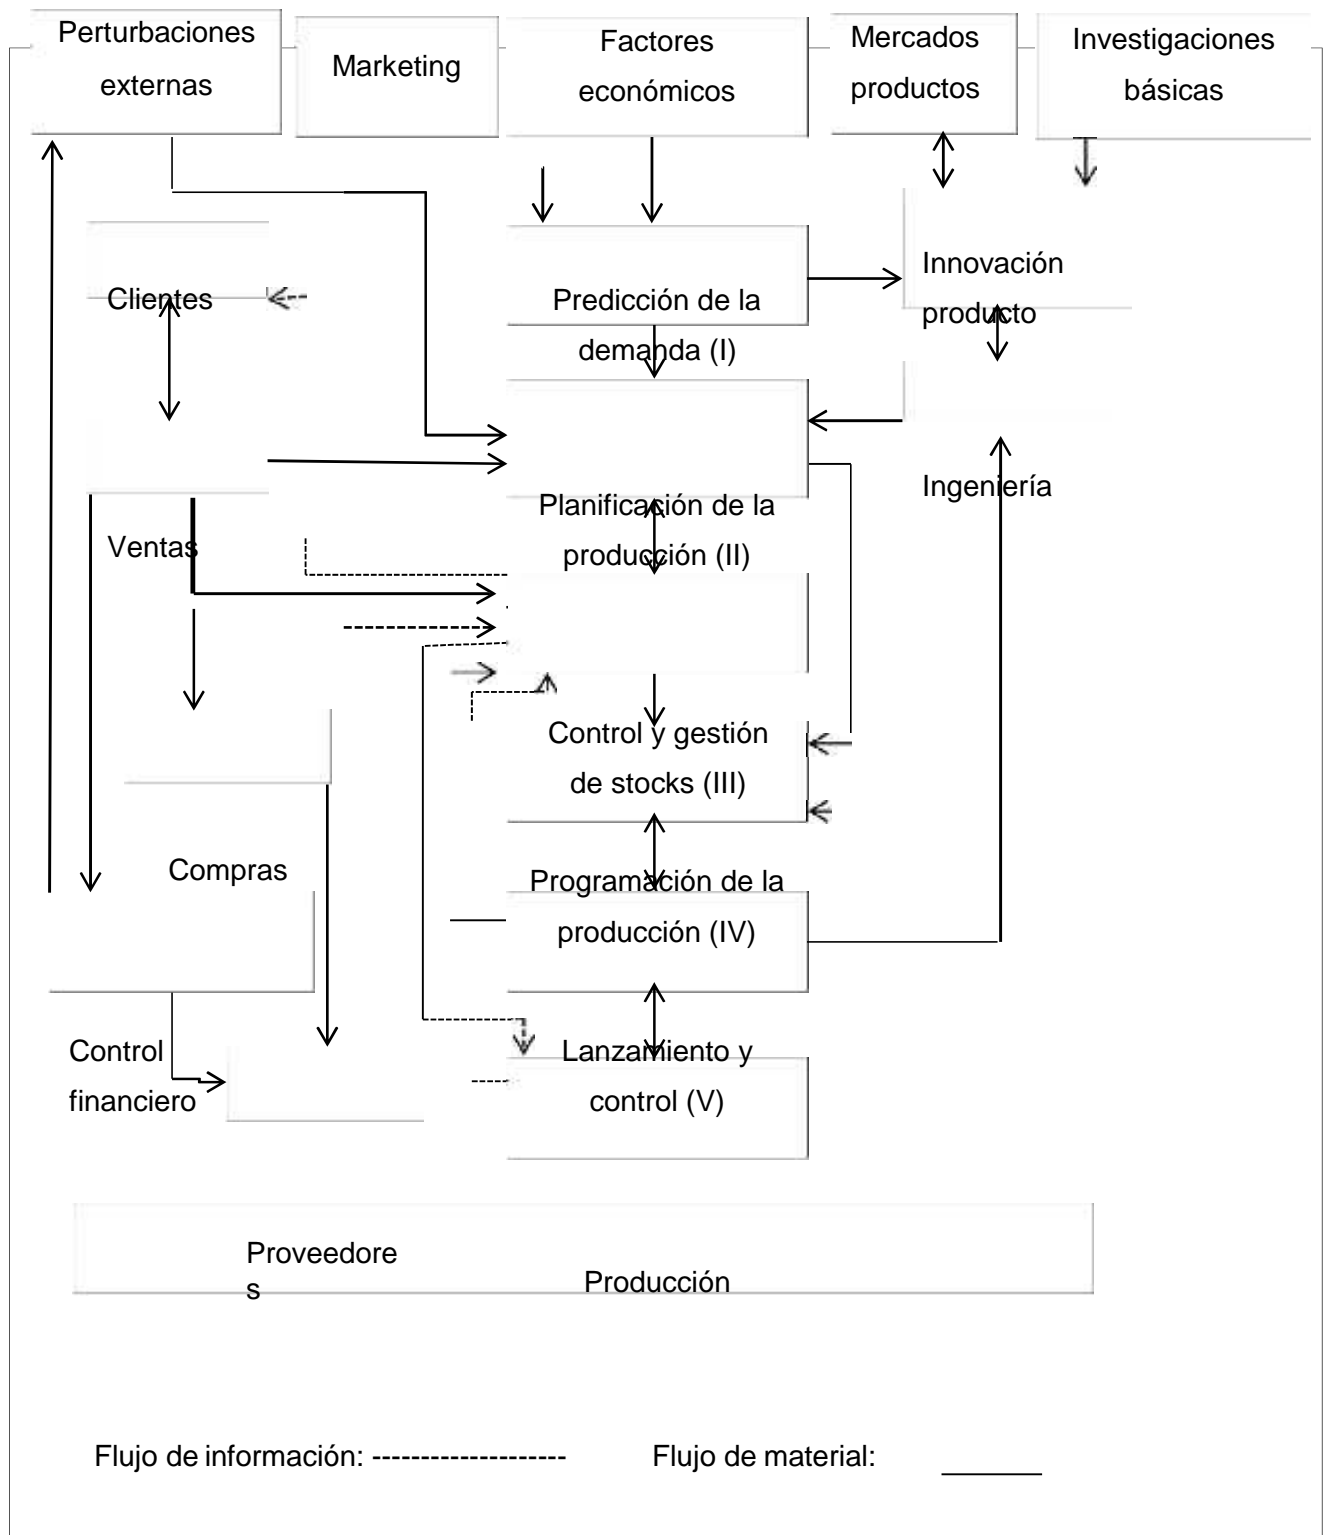 Perturbaciones
externas
Marketing
Factores
económicos
Mercados
productos
Investigaciones
básicas
Clientes
Predicción de la
demanda (I)
Innovación
producto
Ventas
Planificación de la
producción (II)
Ingeniería
Control y gestión
de stocks (III)
Compras
Programación de la
producción (IV)
Control
financiero
Lanzamiento y
control (V)
Proveedore
s
Producción
Flujo de información: -------------------
Flujo de material: